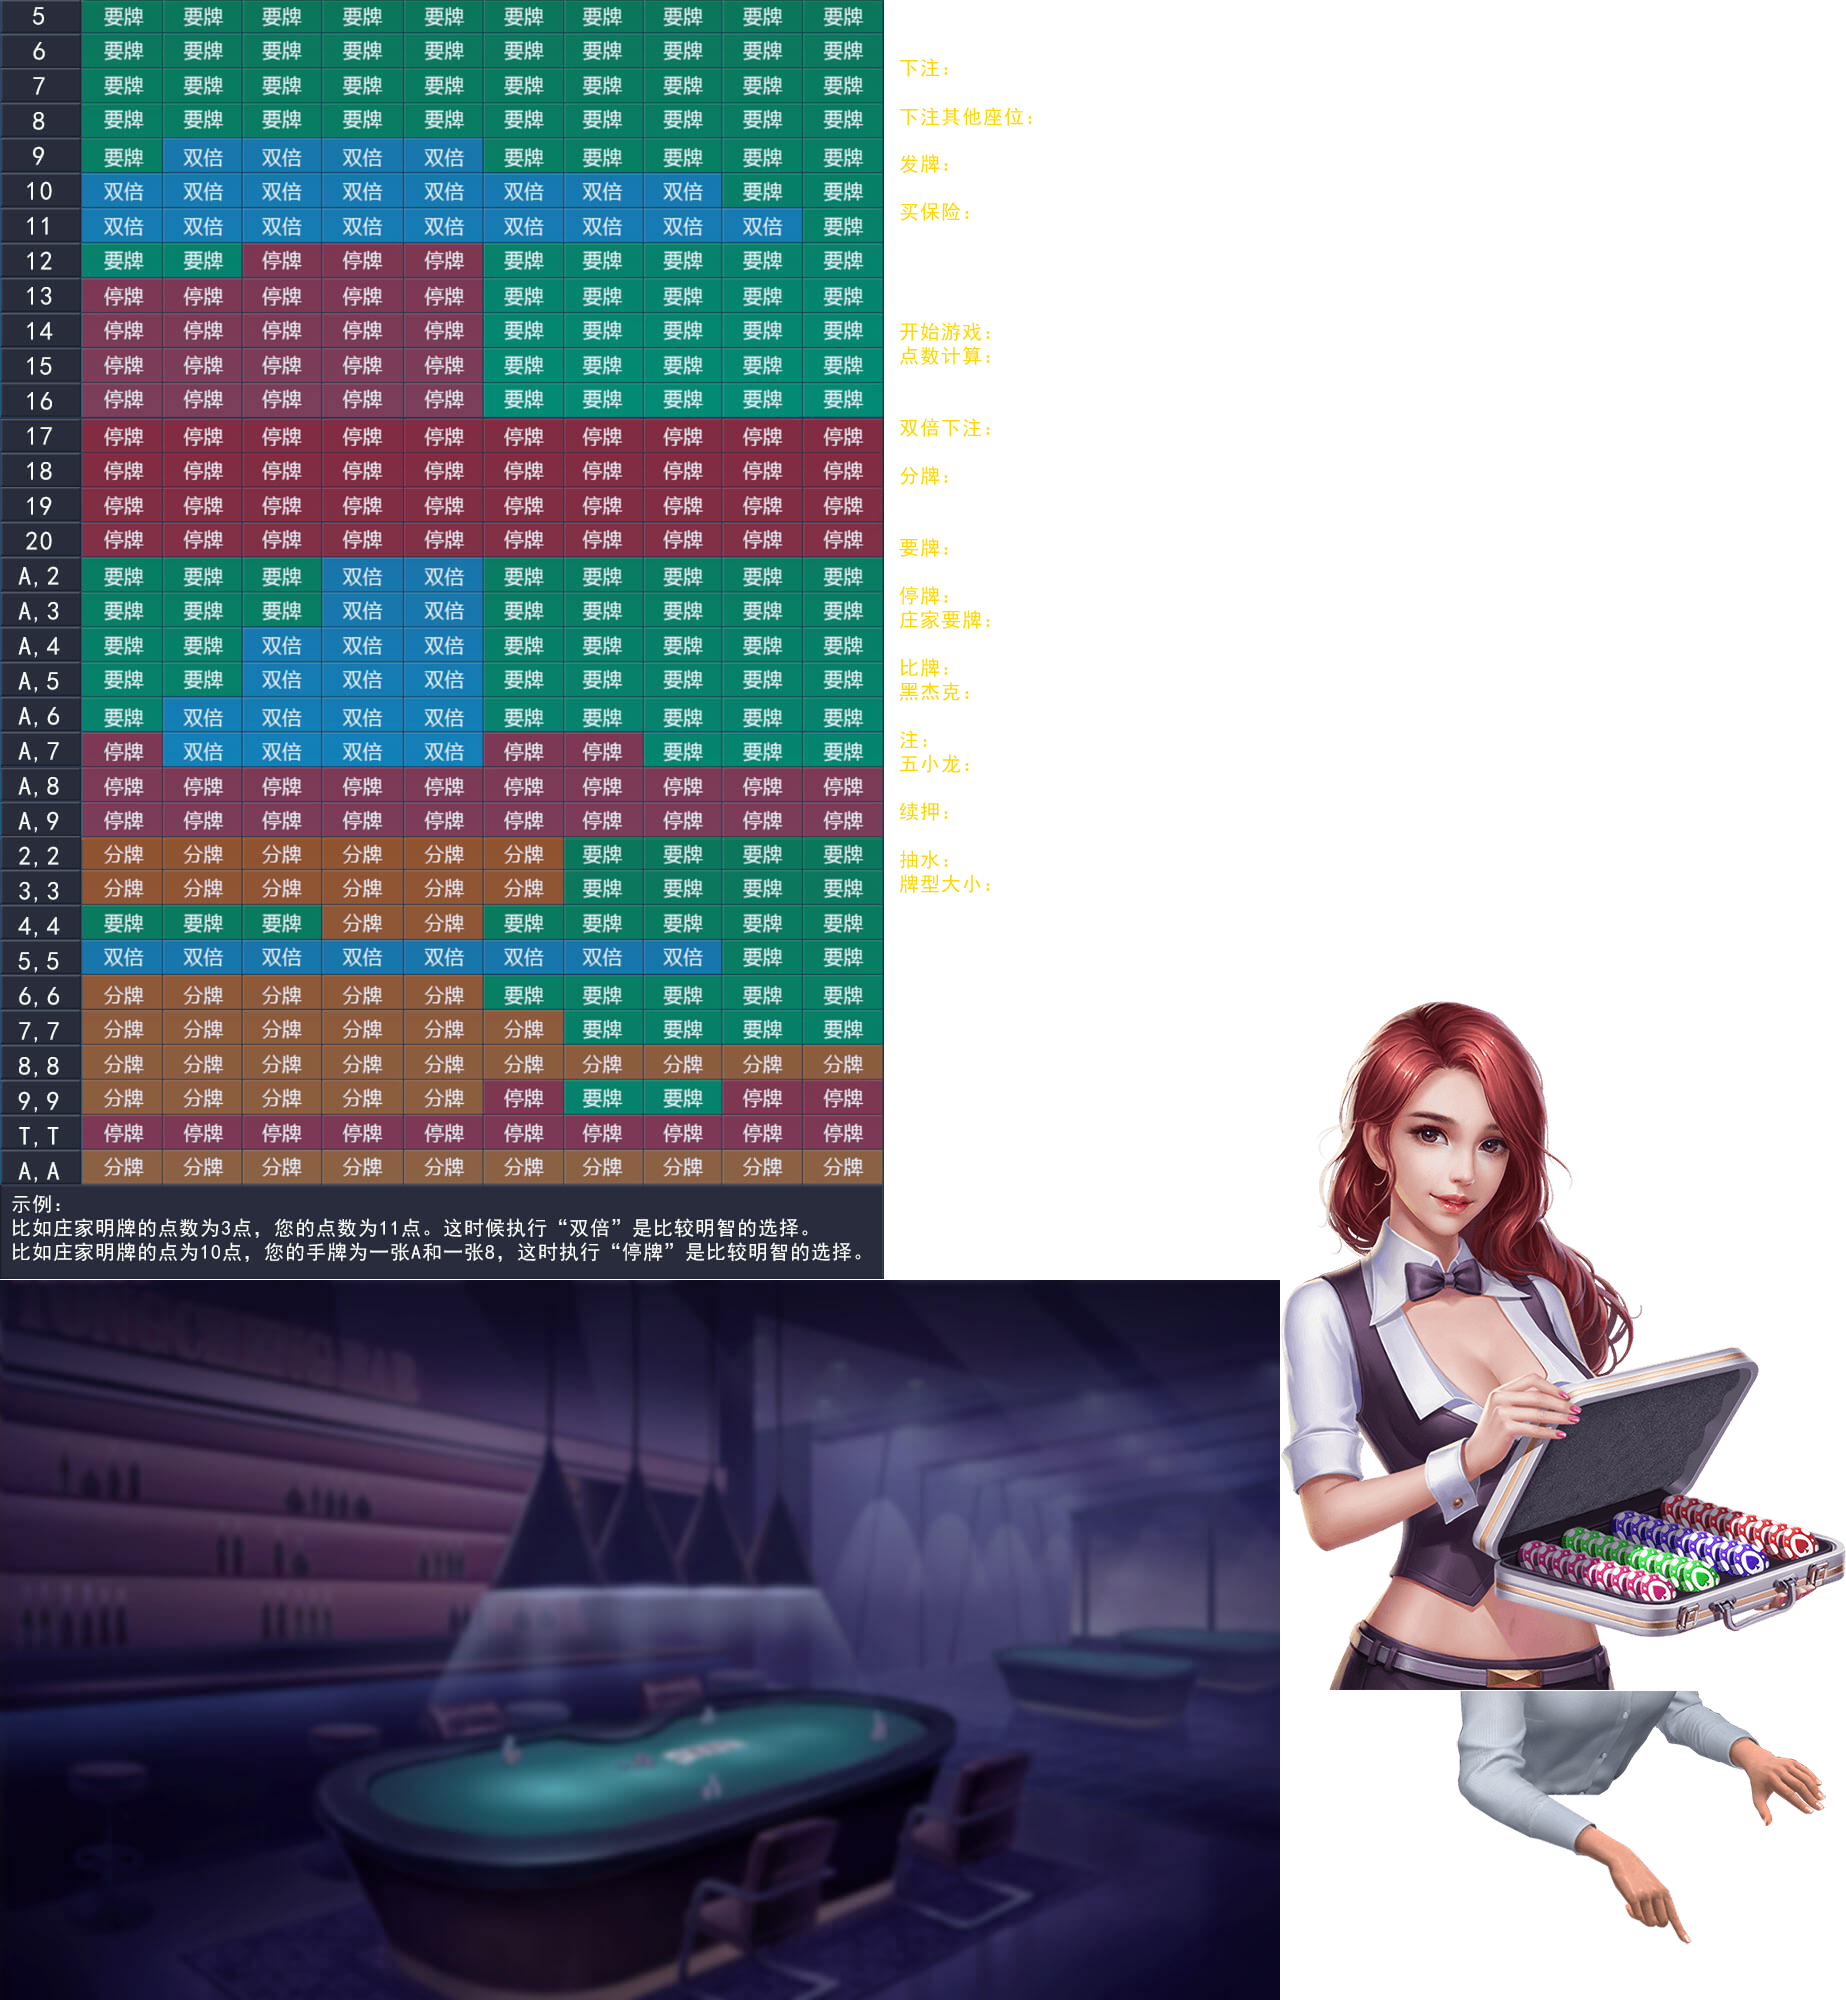 5 要牌 要牌 要牌 要牌 要牌 要牌 要牌 要牌 要牌 要牌
6 要牌 要牌 要牌 要牌 要牌 要牌 要牌 要牌 要牌 要牌
7 要牌 要牌 要牌 要牌 要牌 要牌 要牌 要牌 要牌 要牌
8 要牌 要牌 要牌 要牌 要牌 要牌 要牌 要牌 要牌 要牌
9 要牌 双倍 双倍 双倍 双倍 要牌 要牌 要牌 要牌 要牌
10 双倍 双倍 双倍 双倍 双倍 双倍 双倍 双倍 要牌 要牌
11 双倍 双倍 双倍 双倍 双倍 双倍 双倍 双倍 双倍 要牌
12 要牌 要牌 停牌 停牌 停牌 要牌 要牌 要牌 要牌 要牌
13 停牌 停牌 停牌 停牌 停牌 要牌 要牌 要牌 要牌 要牌
14 停牌 停牌 停牌 停牌 停牌 要牌 要牌 要牌 要牌 要牌
15 停牌 停牌 停牌 停牌 停牌 要牌 要牌 要牌 要牌 要牌
16 停牌 停牌 停牌 停牌 停牌 要牌 要牌 要牌 要牌 要牌
17 停牌 停牌 停牌 停牌 停牌 停牌 停牌 停牌 停牌 停牌
18 停牌 停牌 停牌 停牌 停牌 停牌 停牌 停牌 停牌 停牌
19 停牌 停牌 停牌 停牌 停牌 停牌 停牌 停牌 停牌 停牌
20 停牌 停牌 停牌 停牌 停牌 停牌 停牌 停牌 停牌 停牌
A,2 要牌 要牌 要牌 双倍 双倍 要牌 要牌 要牌 要牌 要牌
A,3 要牌 要牌 要牌 双倍 双倍 要牌 要牌 要牌 要牌 要牌
A,4 要牌 要牌 双倍 双倍 双倍 要牌 要牌 要牌 要牌 要牌
A,5 要牌 要牌 双倍 双倍 双倍 要牌 要牌 要牌 要牌 要牌
A,6 要牌 双倍 双倍 双倍 双倍 要牌 要牌 要牌 要牌 要牌
A,7 停牌 双倍 双倍 双倍 双倍 停牌 停牌 要牌 要牌 要牌
A,8 停牌 停牌 停牌 停牌 停牌 停牌 停牌 停牌 停牌 停牌
A,9 停牌 停牌 停牌 停牌 停牌 停牌 停牌 停牌 停牌 停牌
2,2 分牌 分牌 分牌 分牌 分牌 分牌 要牌 要牌 要牌 要牌
3,3 分牌 分牌 分牌 分牌 分牌 分牌 要牌 要牌 要牌 要牌
4,4 要牌 要牌 要牌 分牌 分牌 要牌 要牌 要牌 要牌 要牌
5,5 双倍 双倍 双倍 双倍 双倍 双倍 双倍 双倍 要牌 要牌
6,6 分牌 分牌 分牌 分牌 分牌 要牌 要牌 要牌 要牌 要牌
7,7 分牌 分牌 分牌 分牌 分牌 分牌 要牌 要牌 要牌 要牌
8,8 分牌 分牌 分牌 分牌 分牌 分牌 分牌 分牌 分牌 分牌
9,9 分牌 分牌 分牌 分牌 分牌 停牌 要牌 要牌 停牌 停牌
T,T 停牌 停牌 停牌 停牌 停牌 停牌 停牌 停牌 停牌 停牌
A,A 分牌 分牌 分牌 分牌 分牌 分牌 分牌 分牌 分牌 分牌
示例：
比如庄家明牌的点数为3点，您的点数为11点。这时候执行“双倍”是比较明智的选择。
比如庄家明牌的点为10点，您的手牌为一张A和一张8，这时执行“停牌”是比较明智的选择。
下注：
下注其他座位：
发牌：
买保险：
开始游戏：
点数计算：
双倍下注：
分牌：
要牌：
停牌：
庄家要牌：
比牌：
黑杰克：
注：
五小龙：
续押：
抽水：
牌型大小：